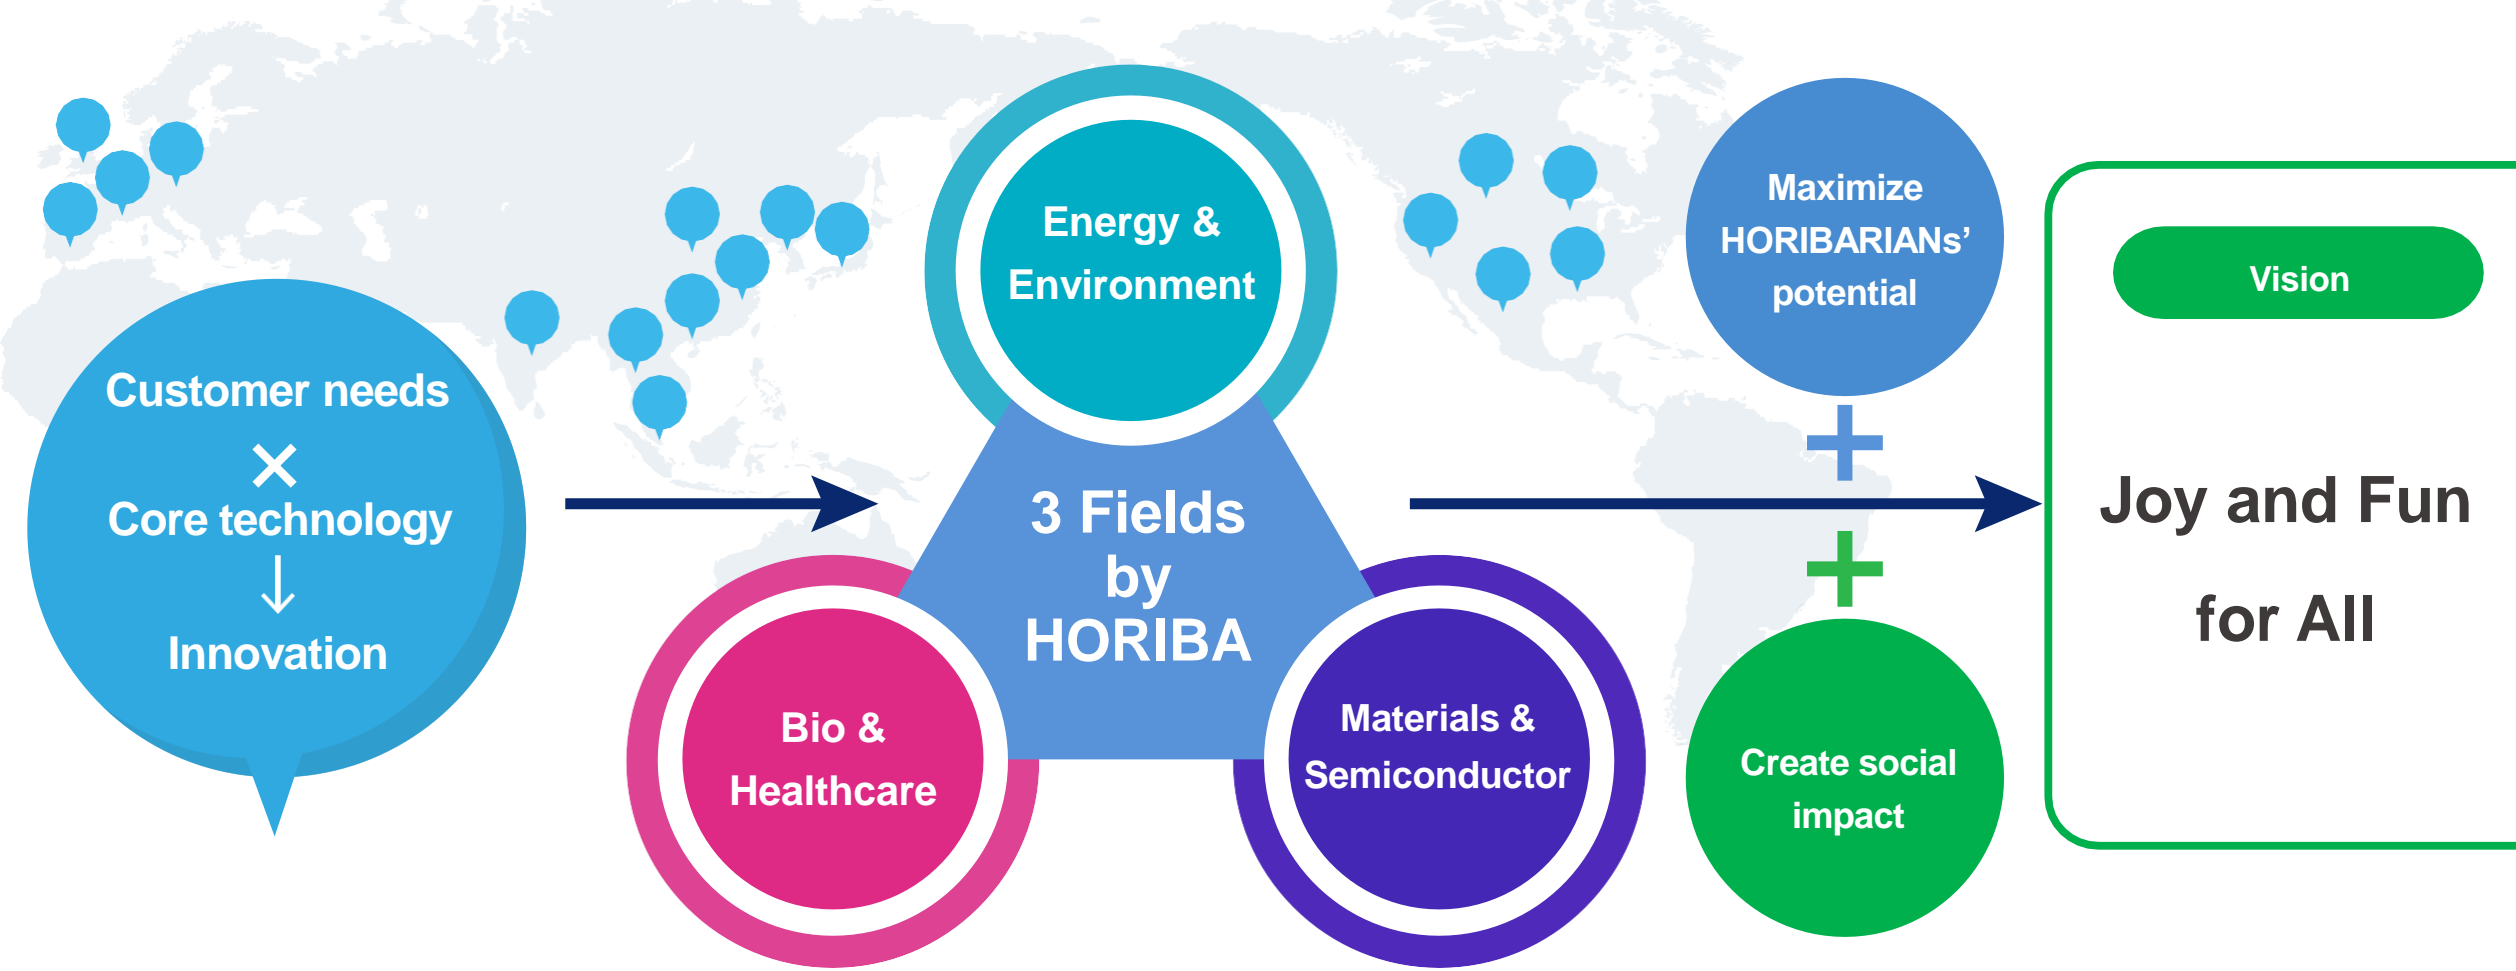 Customer needs
×
Core technology
↓
Innovation
Energy &
Environment
3 Fields
by
HORIBA
Bio &
Healthcare
Materials &
Semiconductor
Maximize
HORIBARIANs’
potential
+
+
Create social
impact
Vision
Joy and Fun
for All